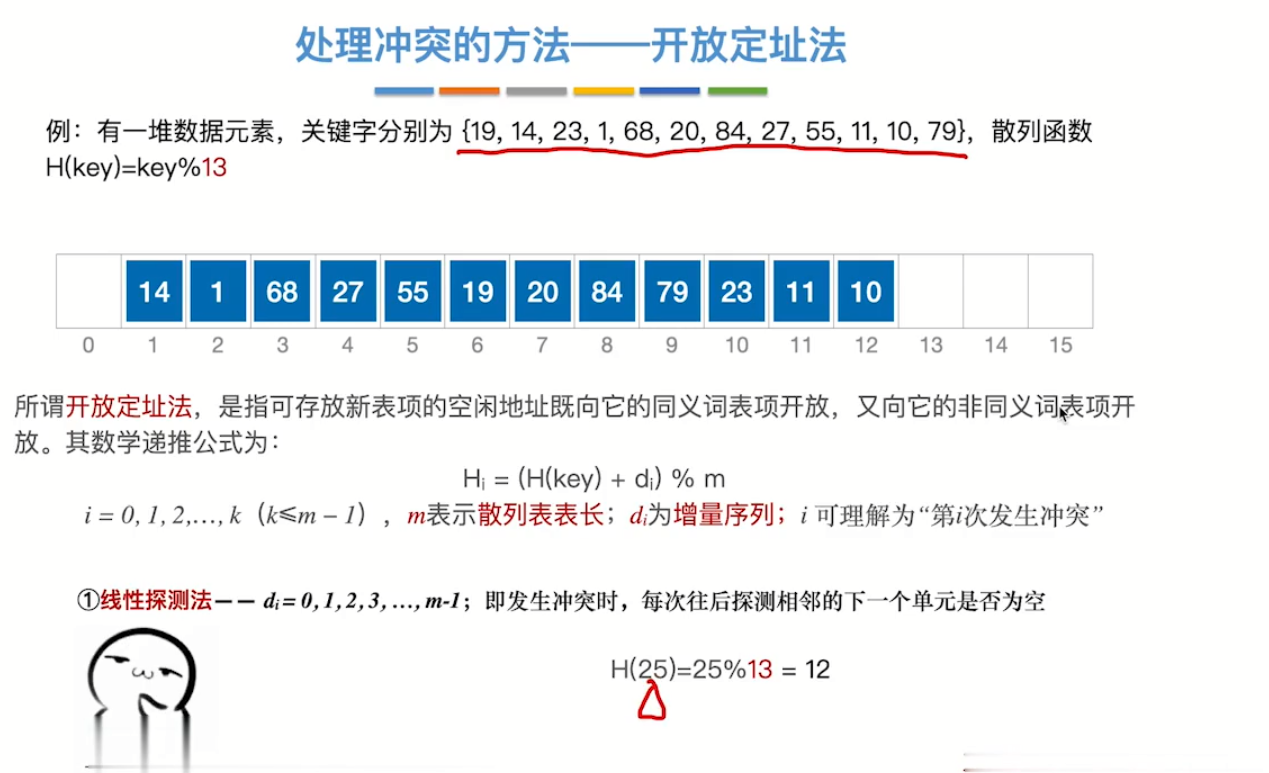 处理冲突的方法——开放定址法
例：有一堆数据元素，关键字分别为 {19, 14, 23, 1, 68, 20, 84, 27, 55, 11, 10, 79}，散列函数
H(key)=key%13
14 1 68 27 55 19 20 84 79 23 11 10
0 1 2 3 4 5 6 7 8 9 10 11 12 13 14 15
所谓开放定址法，是指可存放新表项的空闲地址既向它的同义词表项开放，又向它的非同义词表项开
放。其数学递推公式为：
Hᵢ = (H(key) + dᵢ) % m
i = 0, 1, 2,…, k（k≤m − 1），m表示散列表表长；dᵢ为增量序列；i 可理解为“第i次发生冲突”
①线性探测法—— dᵢ = 0, 1, 2, 3, …, m-1；即发生冲突时，每次往后探测相邻的下一个单元是否为空
H(25)=25%13 = 12